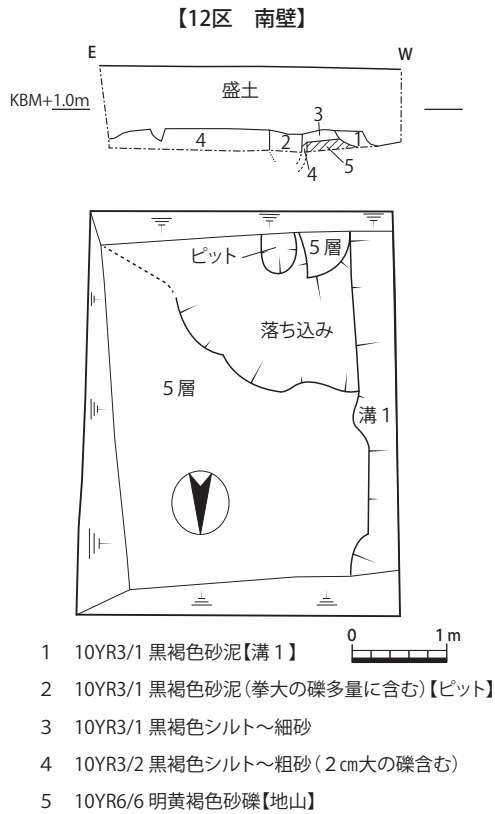 【12区　南壁】
E
W
KBM+1.0m
盛土
3
4
2
1
4
5
ピット
5層
落ち込み
5層
溝1
0
1m
1　10YR3/1 黒褐色砂泥【溝1】
2　10YR3/1 黒褐色砂泥（拳大の礫多量に含む）【ピット】
3　10YR3/1 黒褐色シルト～細砂
4　10YR3/2 黒褐色シルト～粗砂（2㎝大の礫含む）
5　10YR6/6 明黄褐色砂礫【地山】